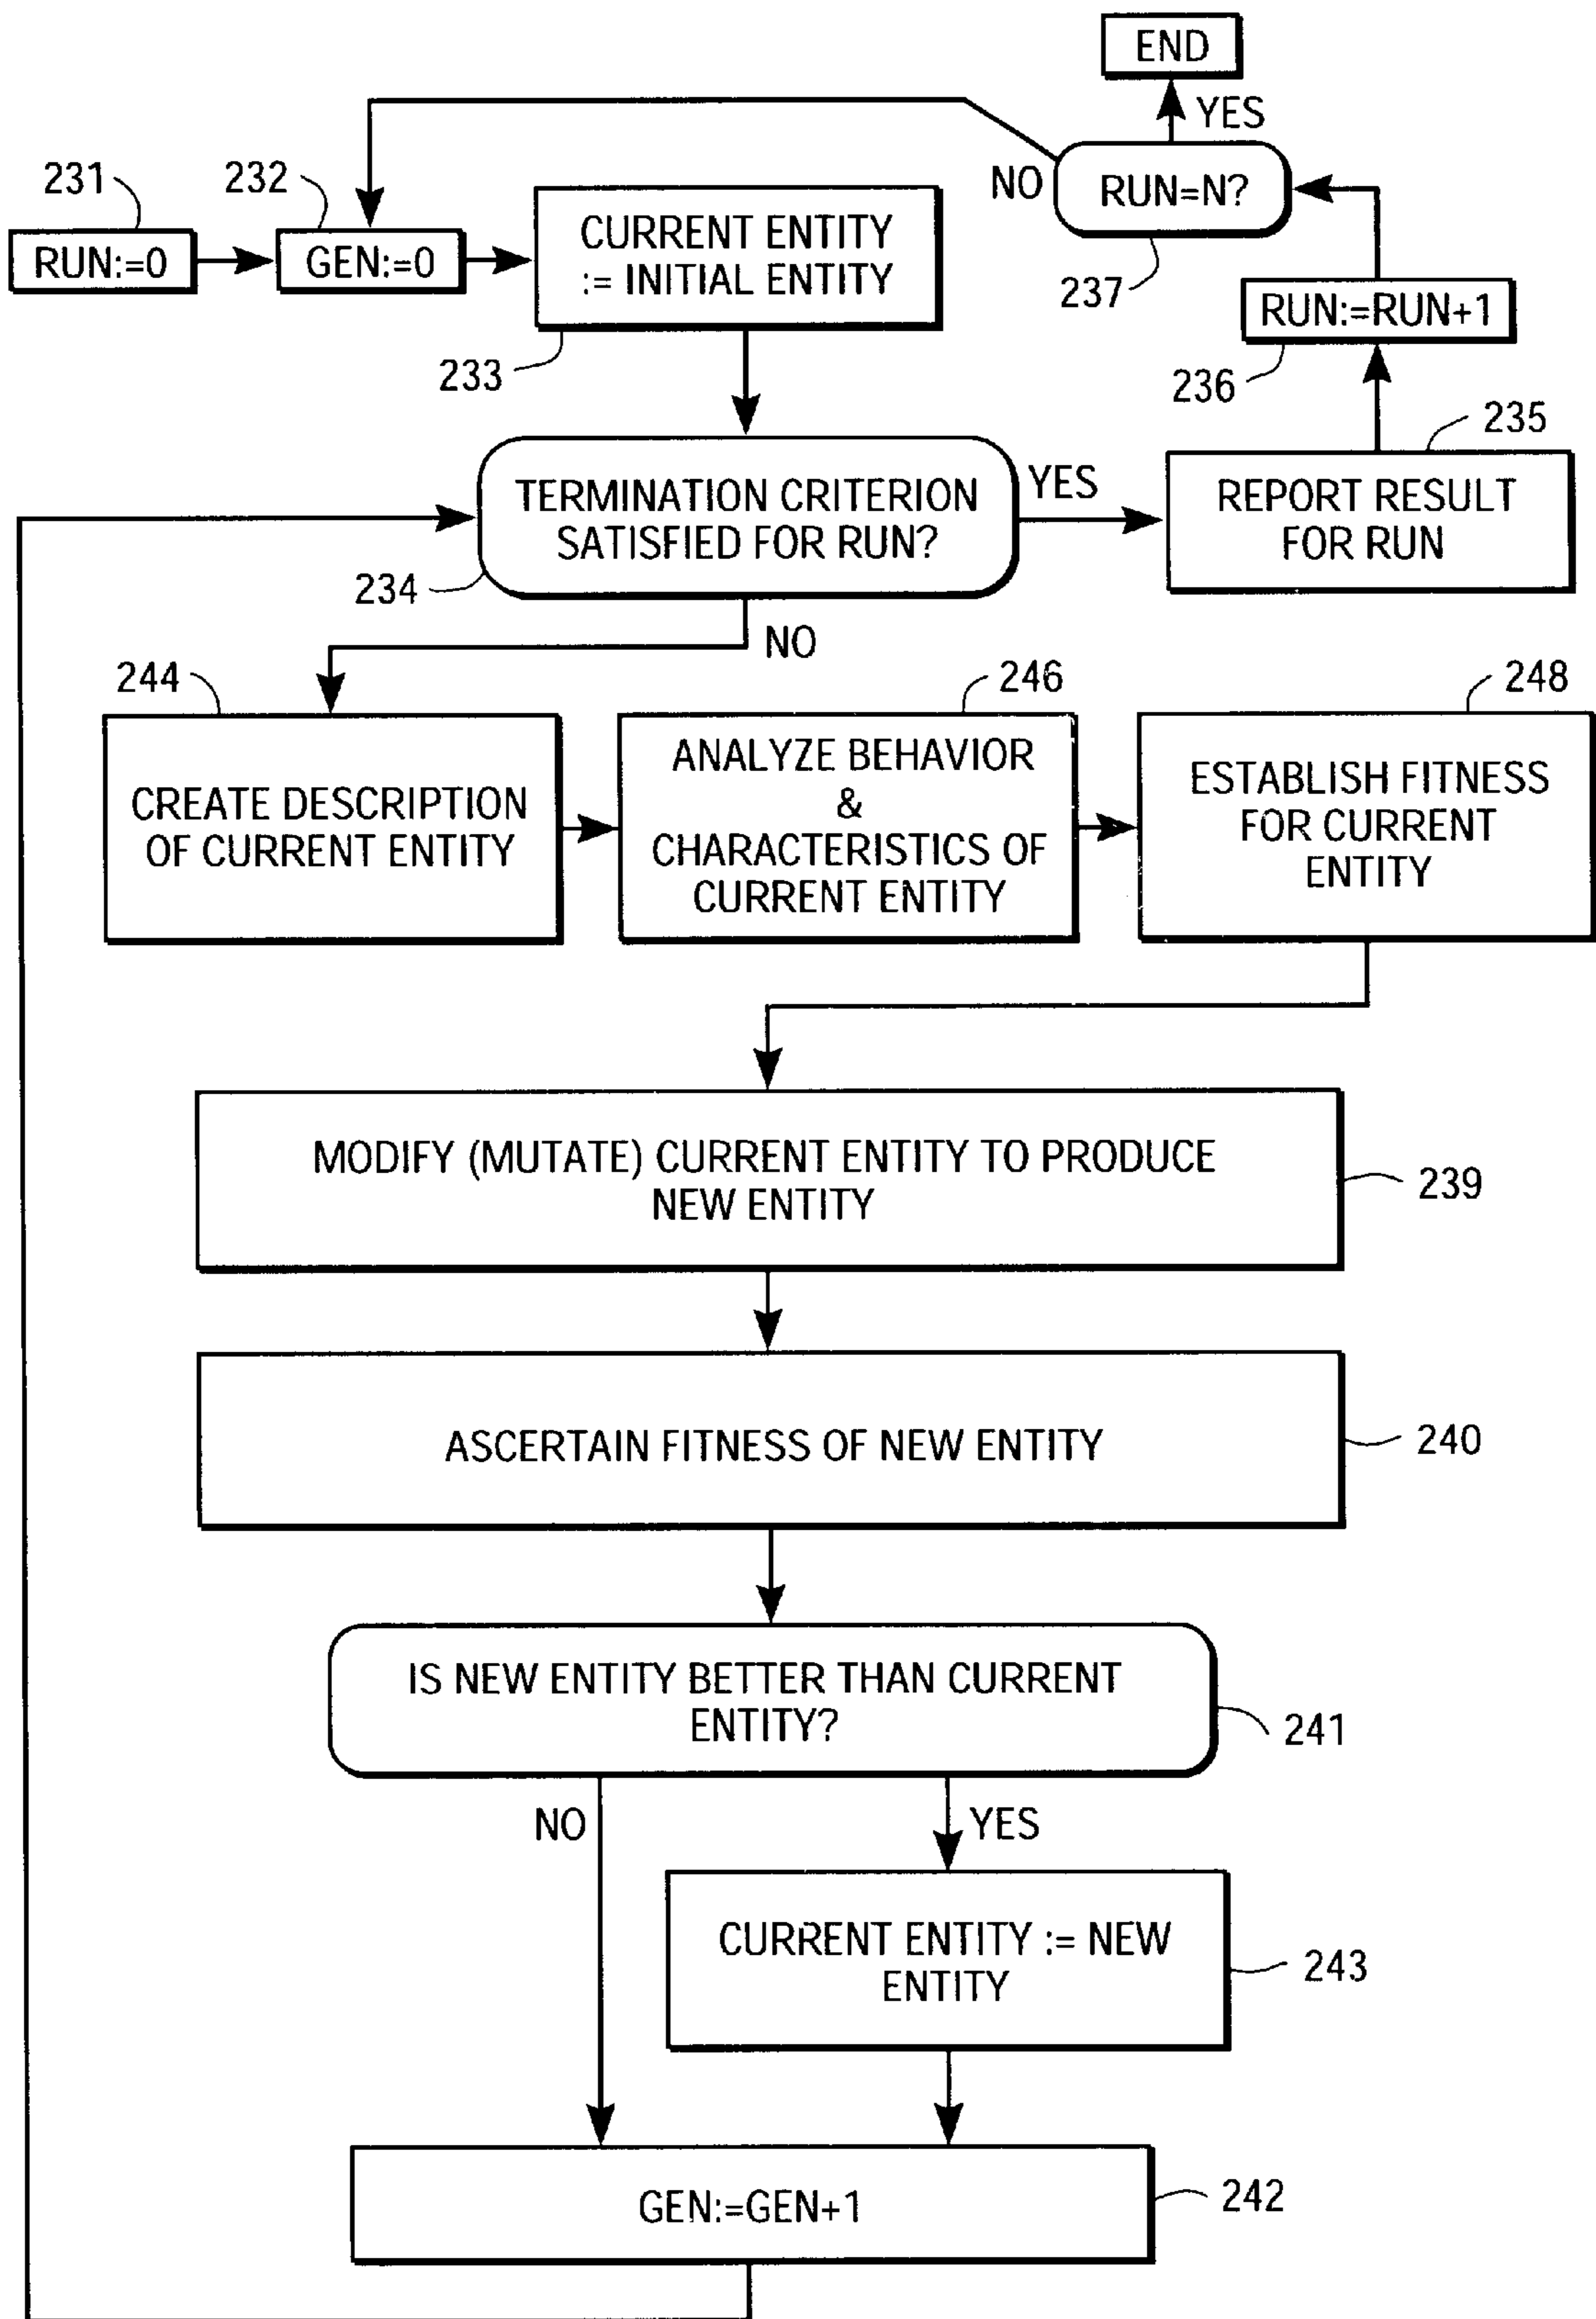 END
YES
NO
RUN=N?
231
232
237
RUN:=0
GEN:=0
CURRENT ENTITY
:= INITIAL ENTITY
233
RUN:=RUN+1
236
235
TERMINATION CRITERION
SATISFIED FOR RUN?
234
YES
REPORT RESULT
FOR RUN
NO
244
246
248
CREATE DESCRIPTION
OF CURRENT ENTITY
ANALYZE BEHAVIOR
&
CHARACTERISTICS OF
CURRENT ENTITY
ESTABLISH FITNESS
FOR CURRENT
ENTITY
MODIFY (MUTATE) CURRENT ENTITY TO PRODUCE
NEW ENTITY
239
ASCERTAIN FITNESS OF NEW ENTITY
240
IS NEW ENTITY BETTER THAN CURRENT
ENTITY?
241
NO
YES
CURRENT ENTITY := NEW
ENTITY
243
GEN:=GEN+1
242